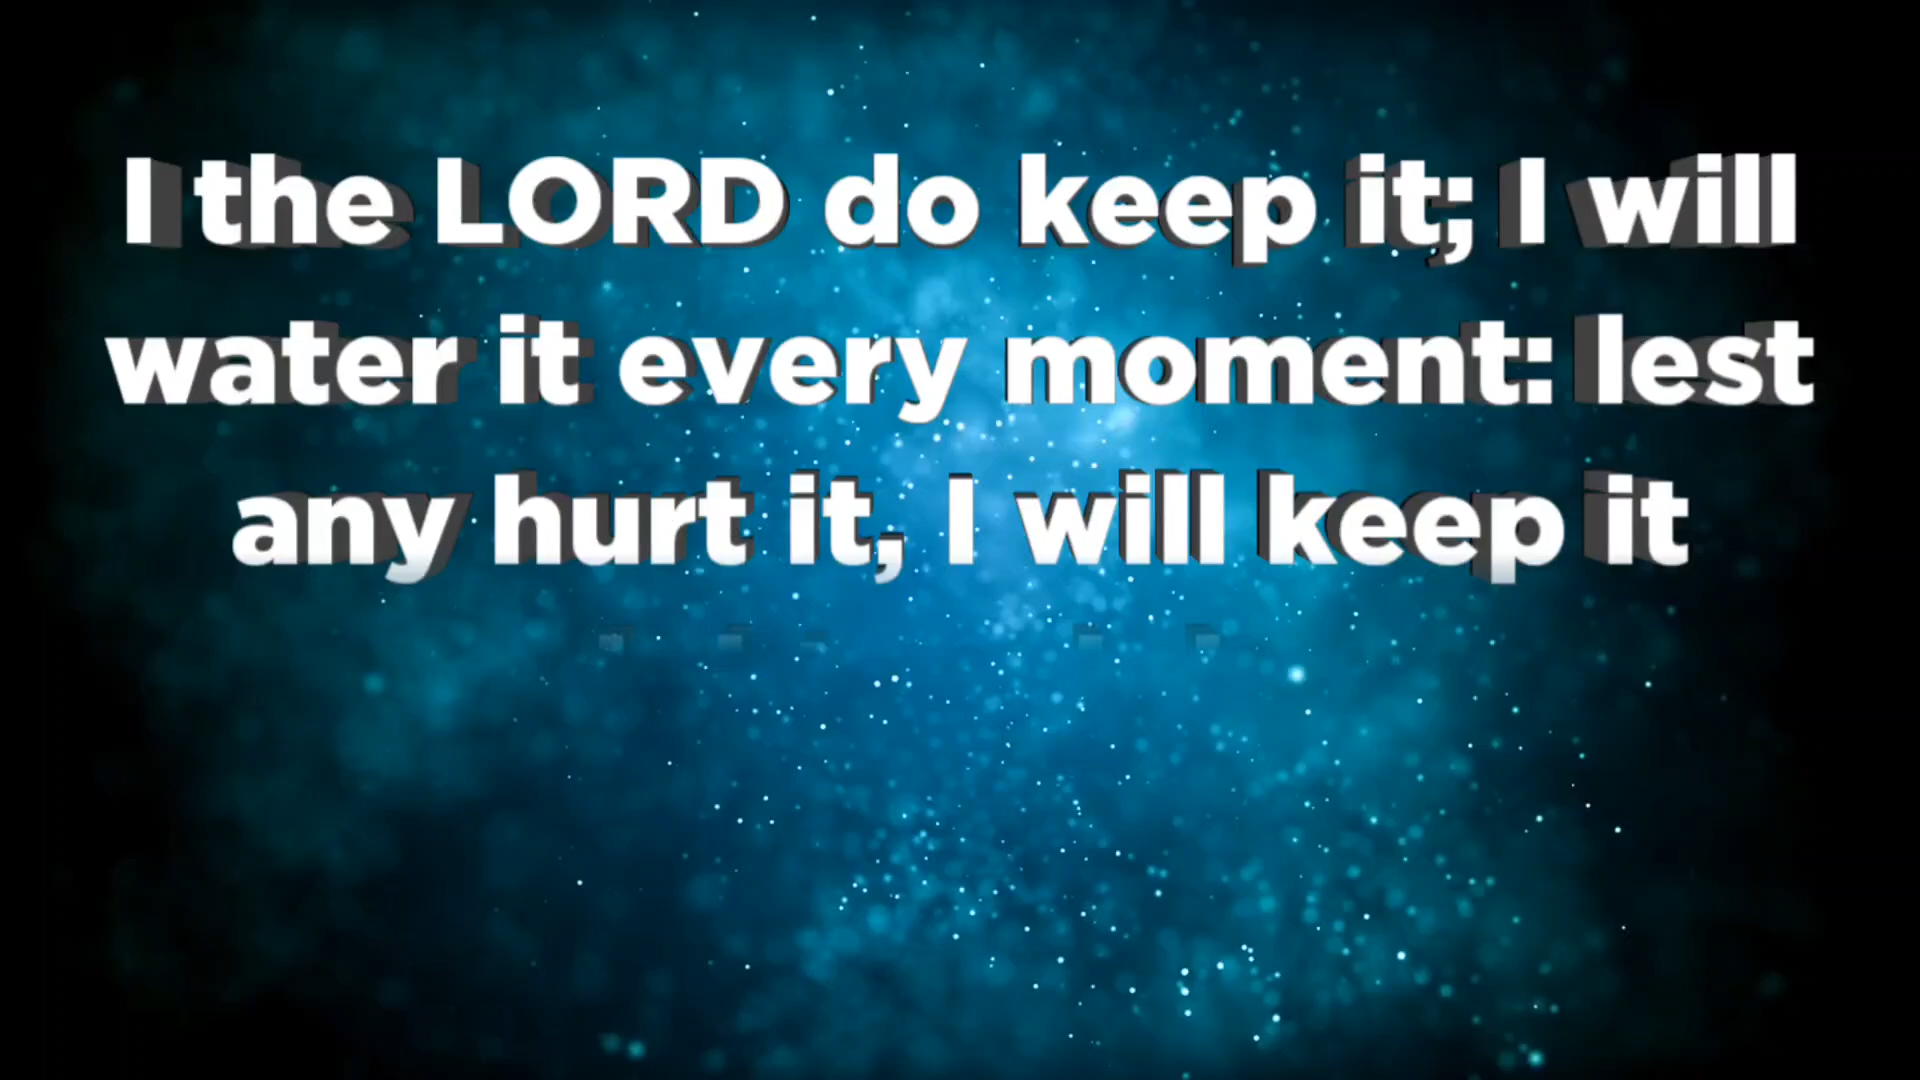 I the LORD do keep it; I will
water it every moment: lest
any hurt it, I will keep it